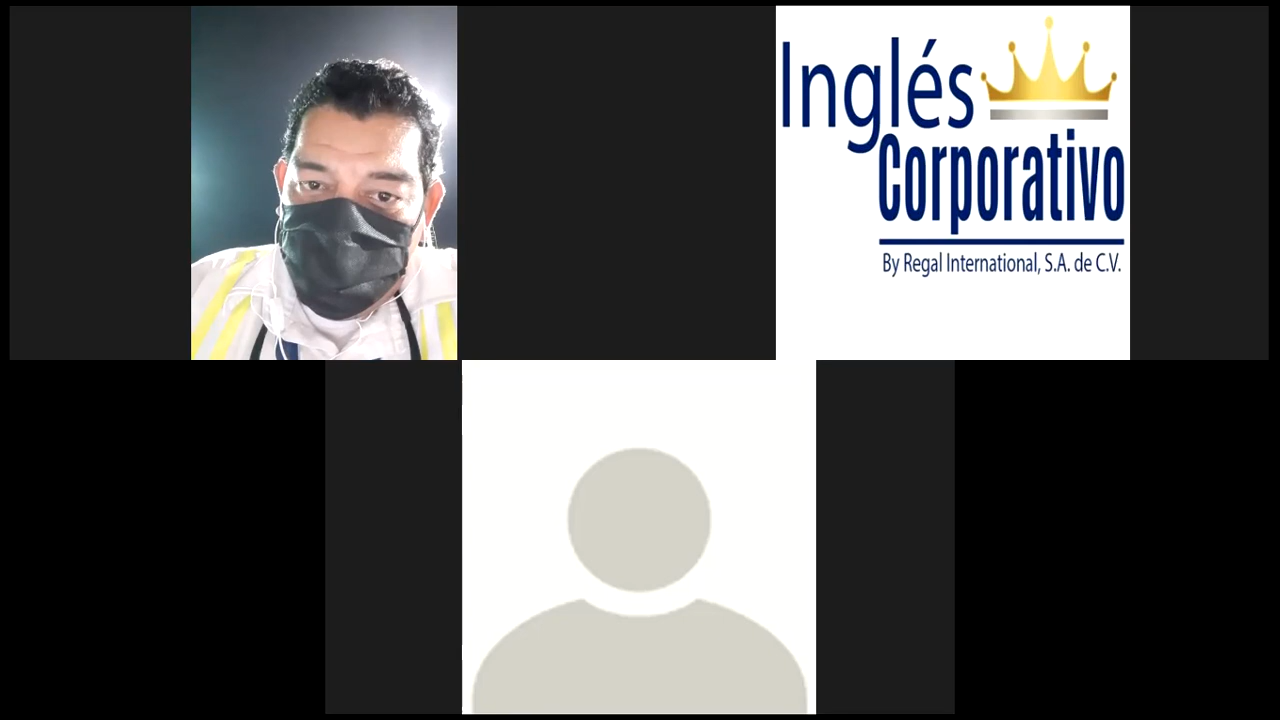 Inglés
Corporativo
By Regal International, S.A. de C.V.